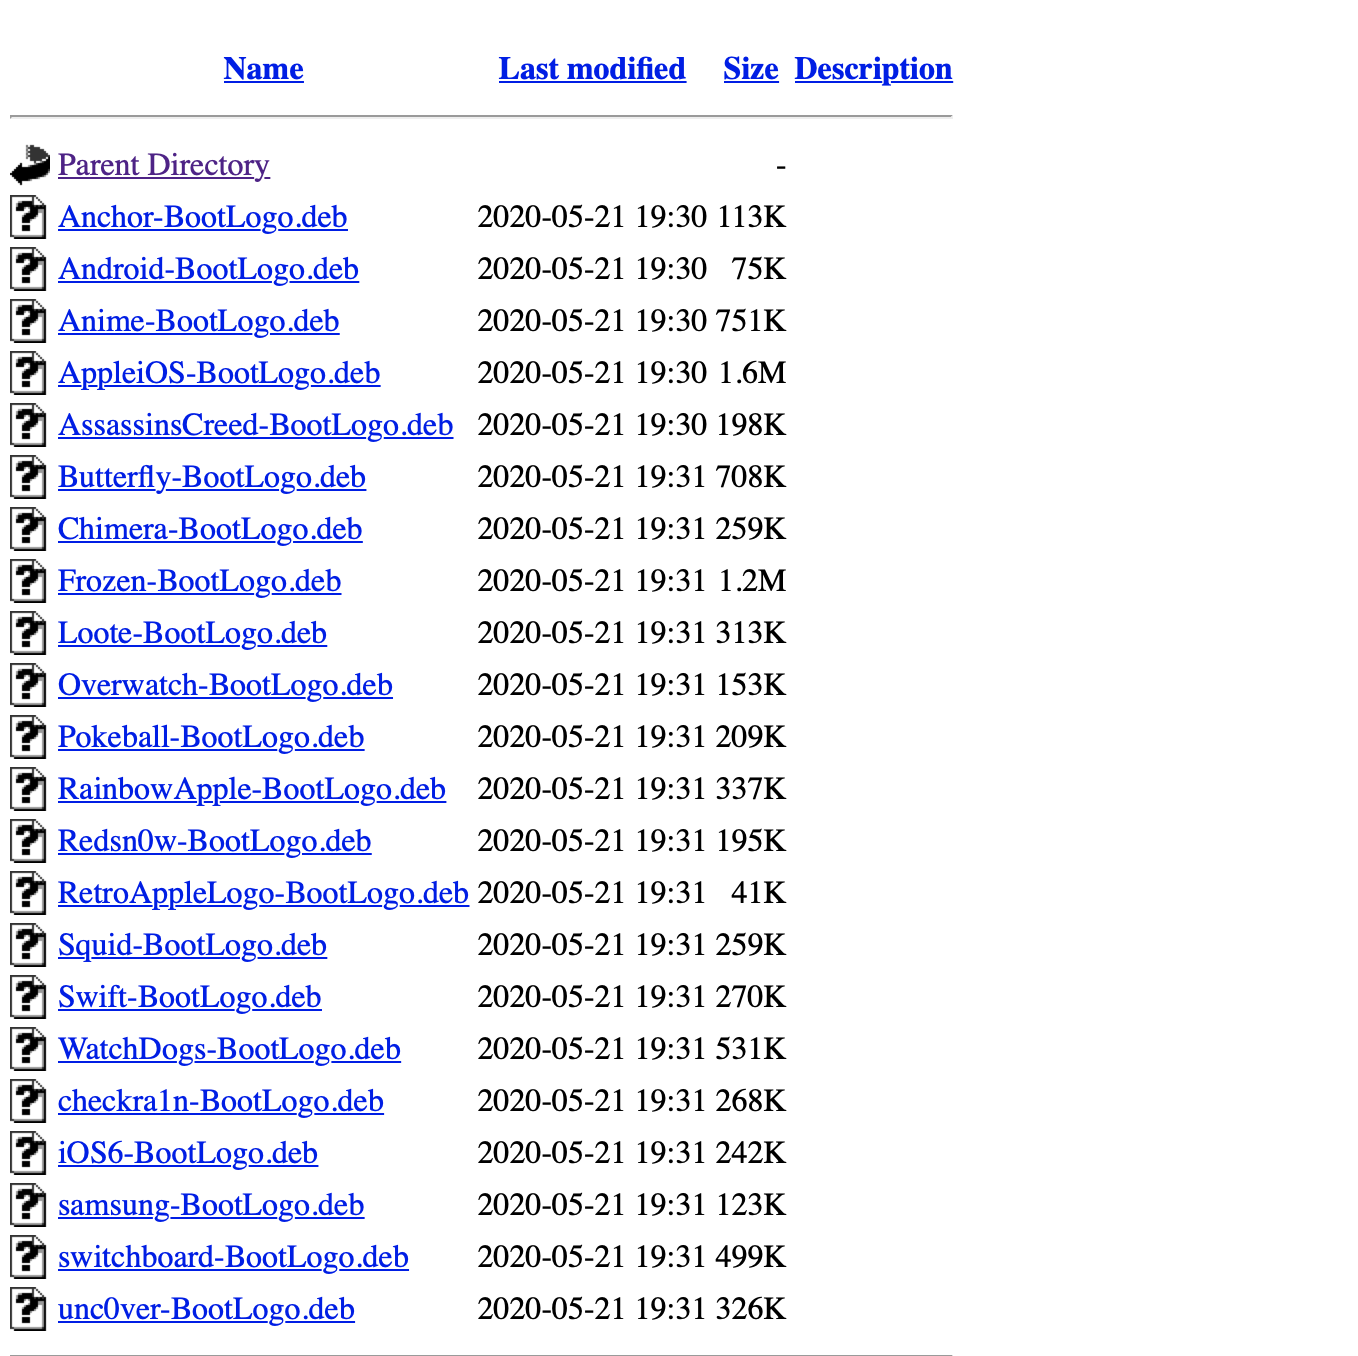 Name Last modified Size Description
Parent Directory -
Anchor-BootLogo.deb 2020-05-21 19:30 113K
Android-BootLogo.deb 2020-05-21 19:30 75K
Anime-BootLogo.deb 2020-05-21 19:30 751K
AppleiOS-BootLogo.deb 2020-05-21 19:30 1.6M
AssassinsCreed-BootLogo.deb 2020-05-21 19:30 198K
Butterfly-BootLogo.deb 2020-05-21 19:31 708K
Chimera-BootLogo.deb 2020-05-21 19:31 259K
Frozen-BootLogo.deb 2020-05-21 19:31 1.2M
Loote-BootLogo.deb 2020-05-21 19:31 313K
Overwatch-BootLogo.deb 2020-05-21 19:31 153K
Pokeball-BootLogo.deb 2020-05-21 19:31 209K
RainbowApple-BootLogo.deb 2020-05-21 19:31 337K
Redsn0w-BootLogo.deb 2020-05-21 19:31 195K
RetroAppleLogo-BootLogo.deb 2020-05-21 19:31 41K
Squid-BootLogo.deb 2020-05-21 19:31 259K
Swift-BootLogo.deb 2020-05-21 19:31 270K
WatchDogs-BootLogo.deb 2020-05-21 19:31 531K
checkra1n-BootLogo.deb 2020-05-21 19:31 268K
iOS6-BootLogo.deb 2020-05-21 19:31 242K
samsung-BootLogo.deb 2020-05-21 19:31 123K
switchboard-BootLogo.deb 2020-05-21 19:31 499K
unc0ver-BootLogo.deb 2020-05-21 19:31 326K